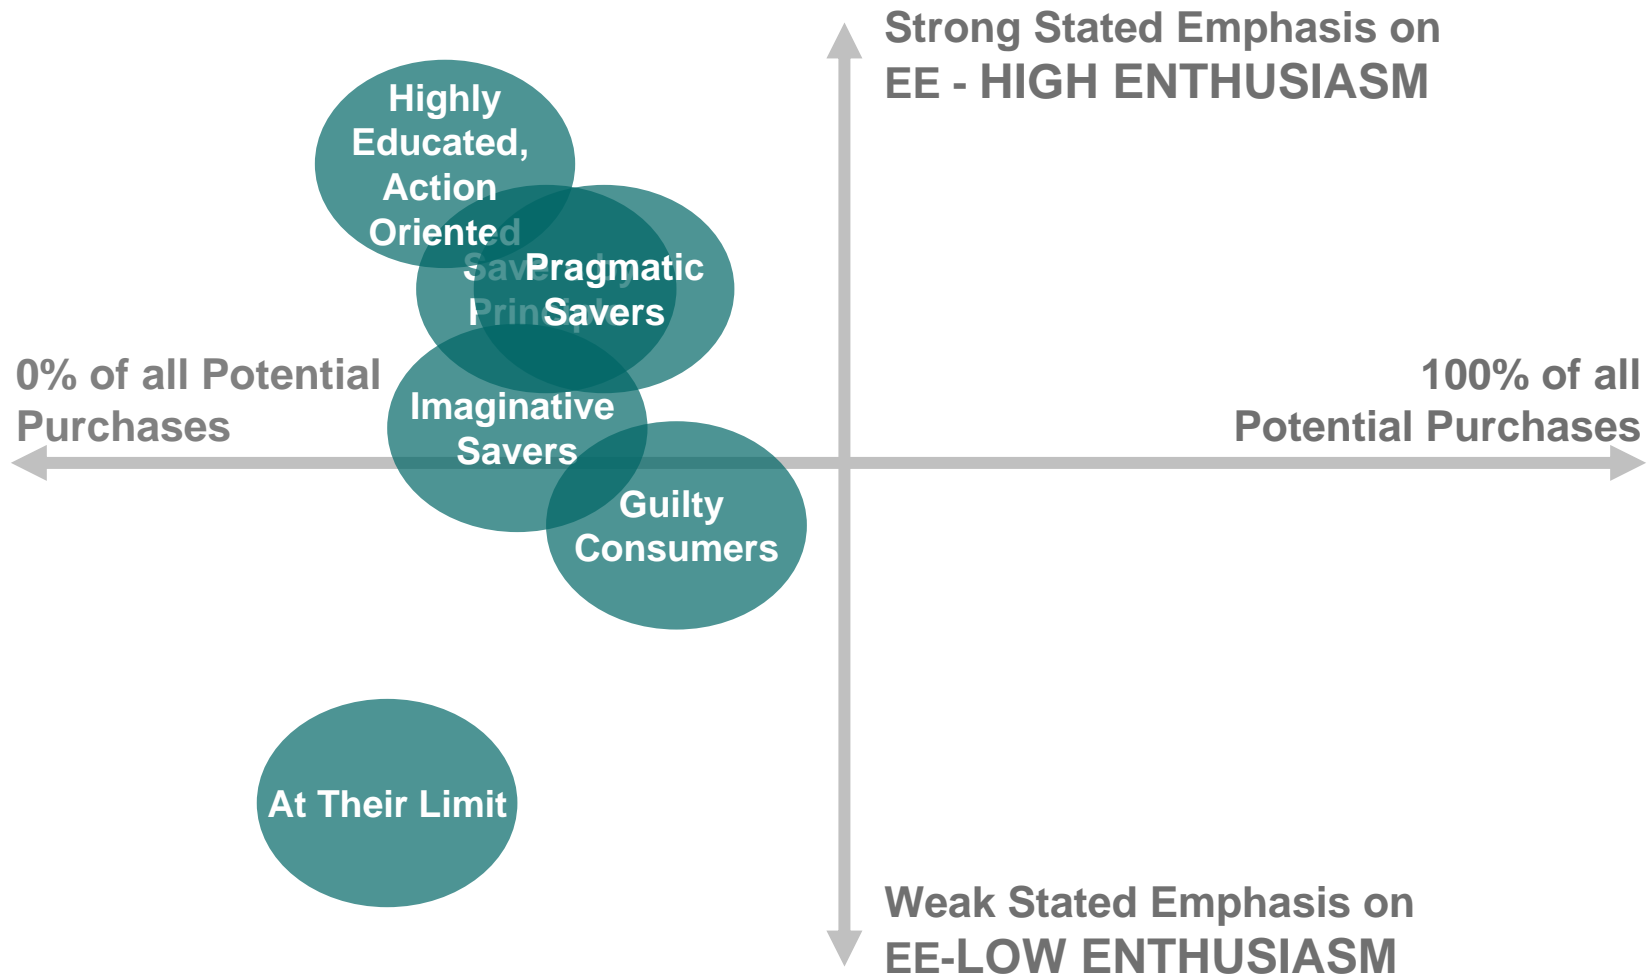 Strong Stated Emphasis on
EE - HIGH ENTHUSIASM
Highly
Educated,
Action
Oriented
Pragmatic
Savers
0% of all Potential
Purchases
100% of all
Potential Purchases
Imaginative
Savers
Guilty
Consumers
At Their Limit
Weak Stated Emphasis on
EE-LOW ENTHUSIASM